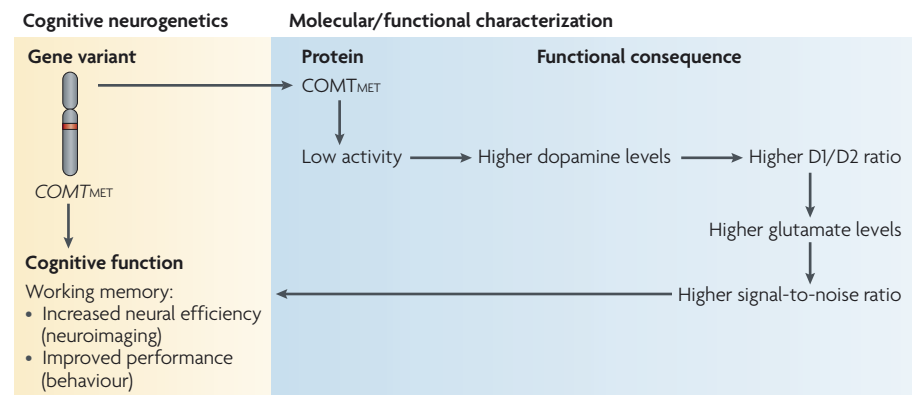 Cognitive neurogenetics
Molecular/functional characterization
Gene variant
Protein
Functional consequence
COMTMET
Low activity
Higher dopamine levels
Higher D1/D2 ratio
COMTMET
Higher glutamate levels
Cognitive function
Higher signal-to-noise ratio
Working memory:
• Increased neural efficiency
(neuroimaging)
• Improved performance
(behaviour)